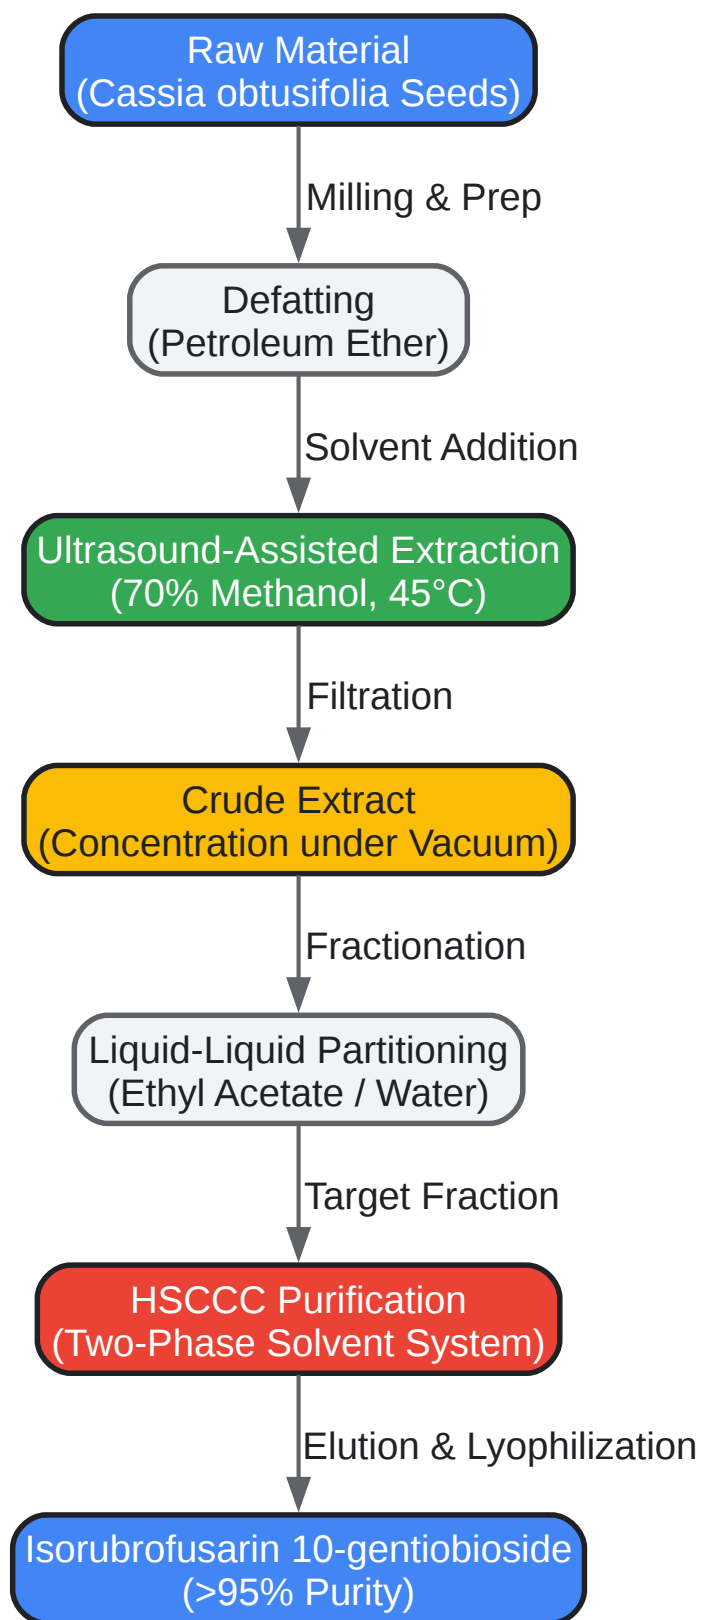 Raw Material
(Cassia obtusifolia Seeds)
Milling & Prep
Defatting
(Petroleum Ether)
Solvent Addition
Ultrasound-Assisted Extraction
(70% Methanol, 45°C)
Filtration
Crude Extract
(Concentration under Vacuum)
Fractionation
Liquid-Liquid Partitioning
(Ethyl Acetate / Water)
Target Fraction
HSCCC Purification
(Two-Phase Solvent System)
Elution & Lyophilization
Isorubrofusarin 10-gentiobioside
(>95% Purity)